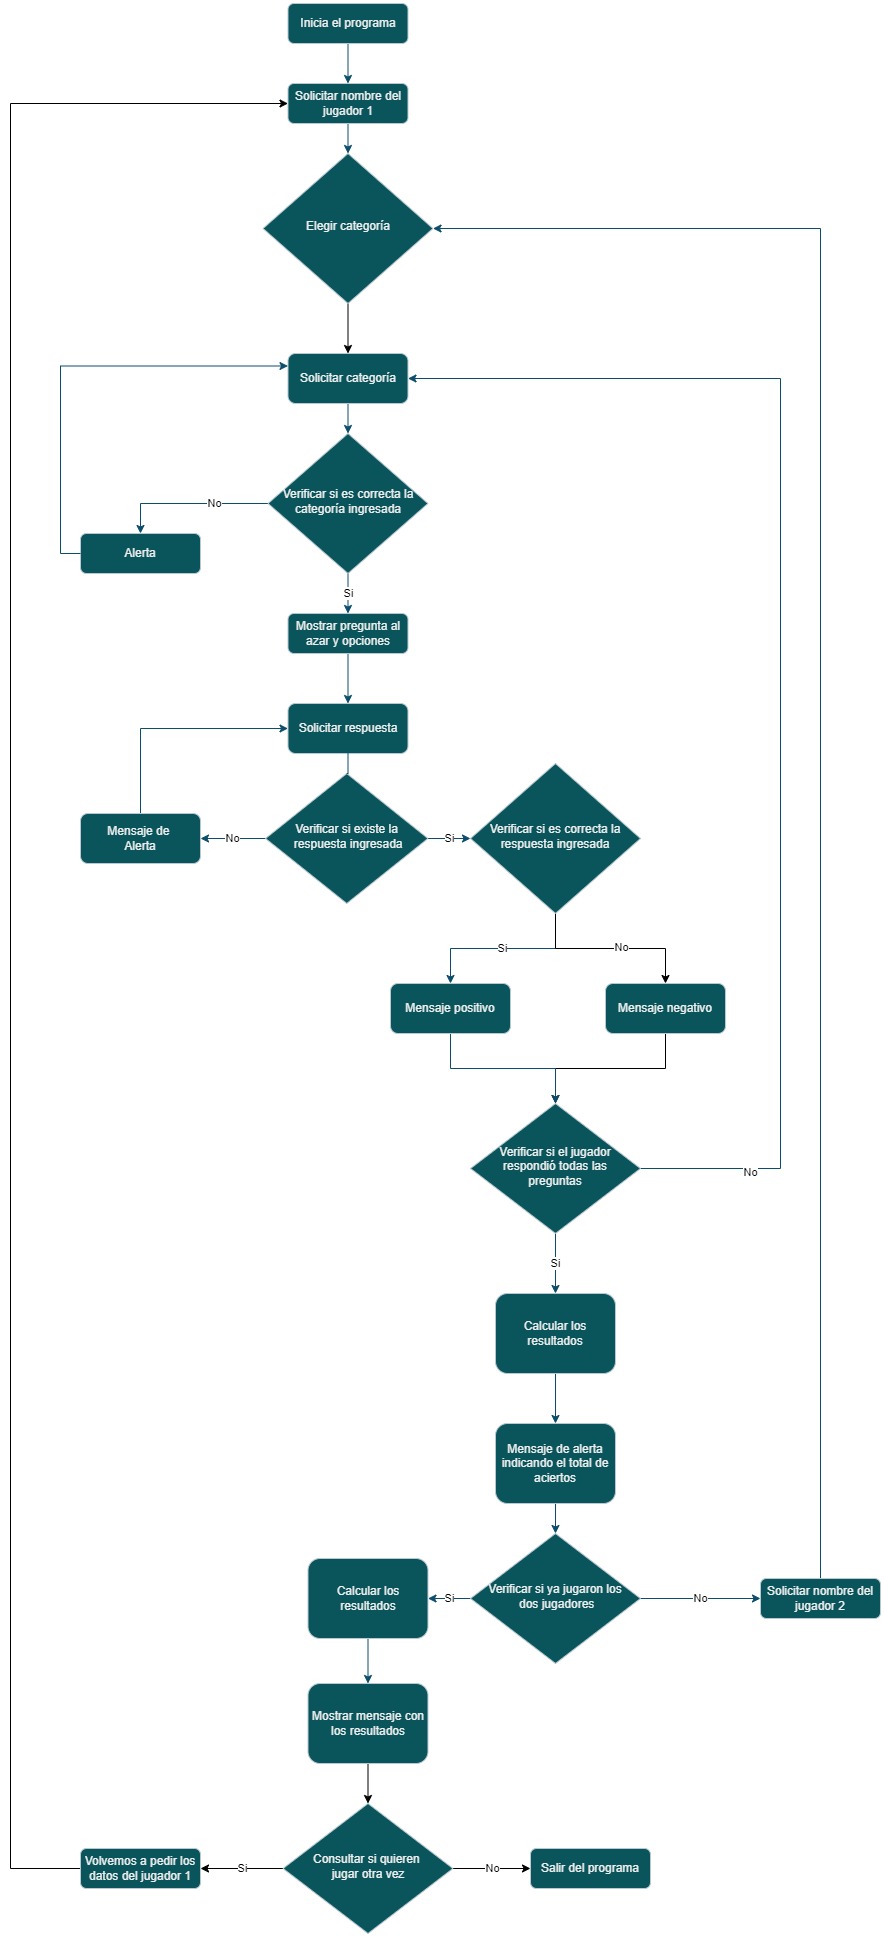 Inicia el programa
Solicitar nombre del
jugador 1
Elegir categoría
Solicitar categoría
Verificar si es correcta la
categoría ingresada
No
Alerta
Si
Mostrar pregunta al
azar y opciones
Solicitar respuesta
Verificar si existe la
respuesta ingresada
No
Mensaje de
Alerta
Si
Verificar si es correcta la
respuesta ingresada
Si
No
Mensaje positivo
Mensaje negativo
Verificar si el jugador
respondió todas las
preguntas
No
Si
Calcular los
resultados
Mensaje de alerta
indicando el total de
aciertos
Verificar si ya jugaron los
dos jugadores
No
Solicitar nombre del
jugador 2
Si
Calcular los
resultados
Mostrar mensaje con
los resultados
Consultar si quieren
jugar otra vez
Si
Volvemos a pedir los
datos del jugador 1
No
Salir del programa